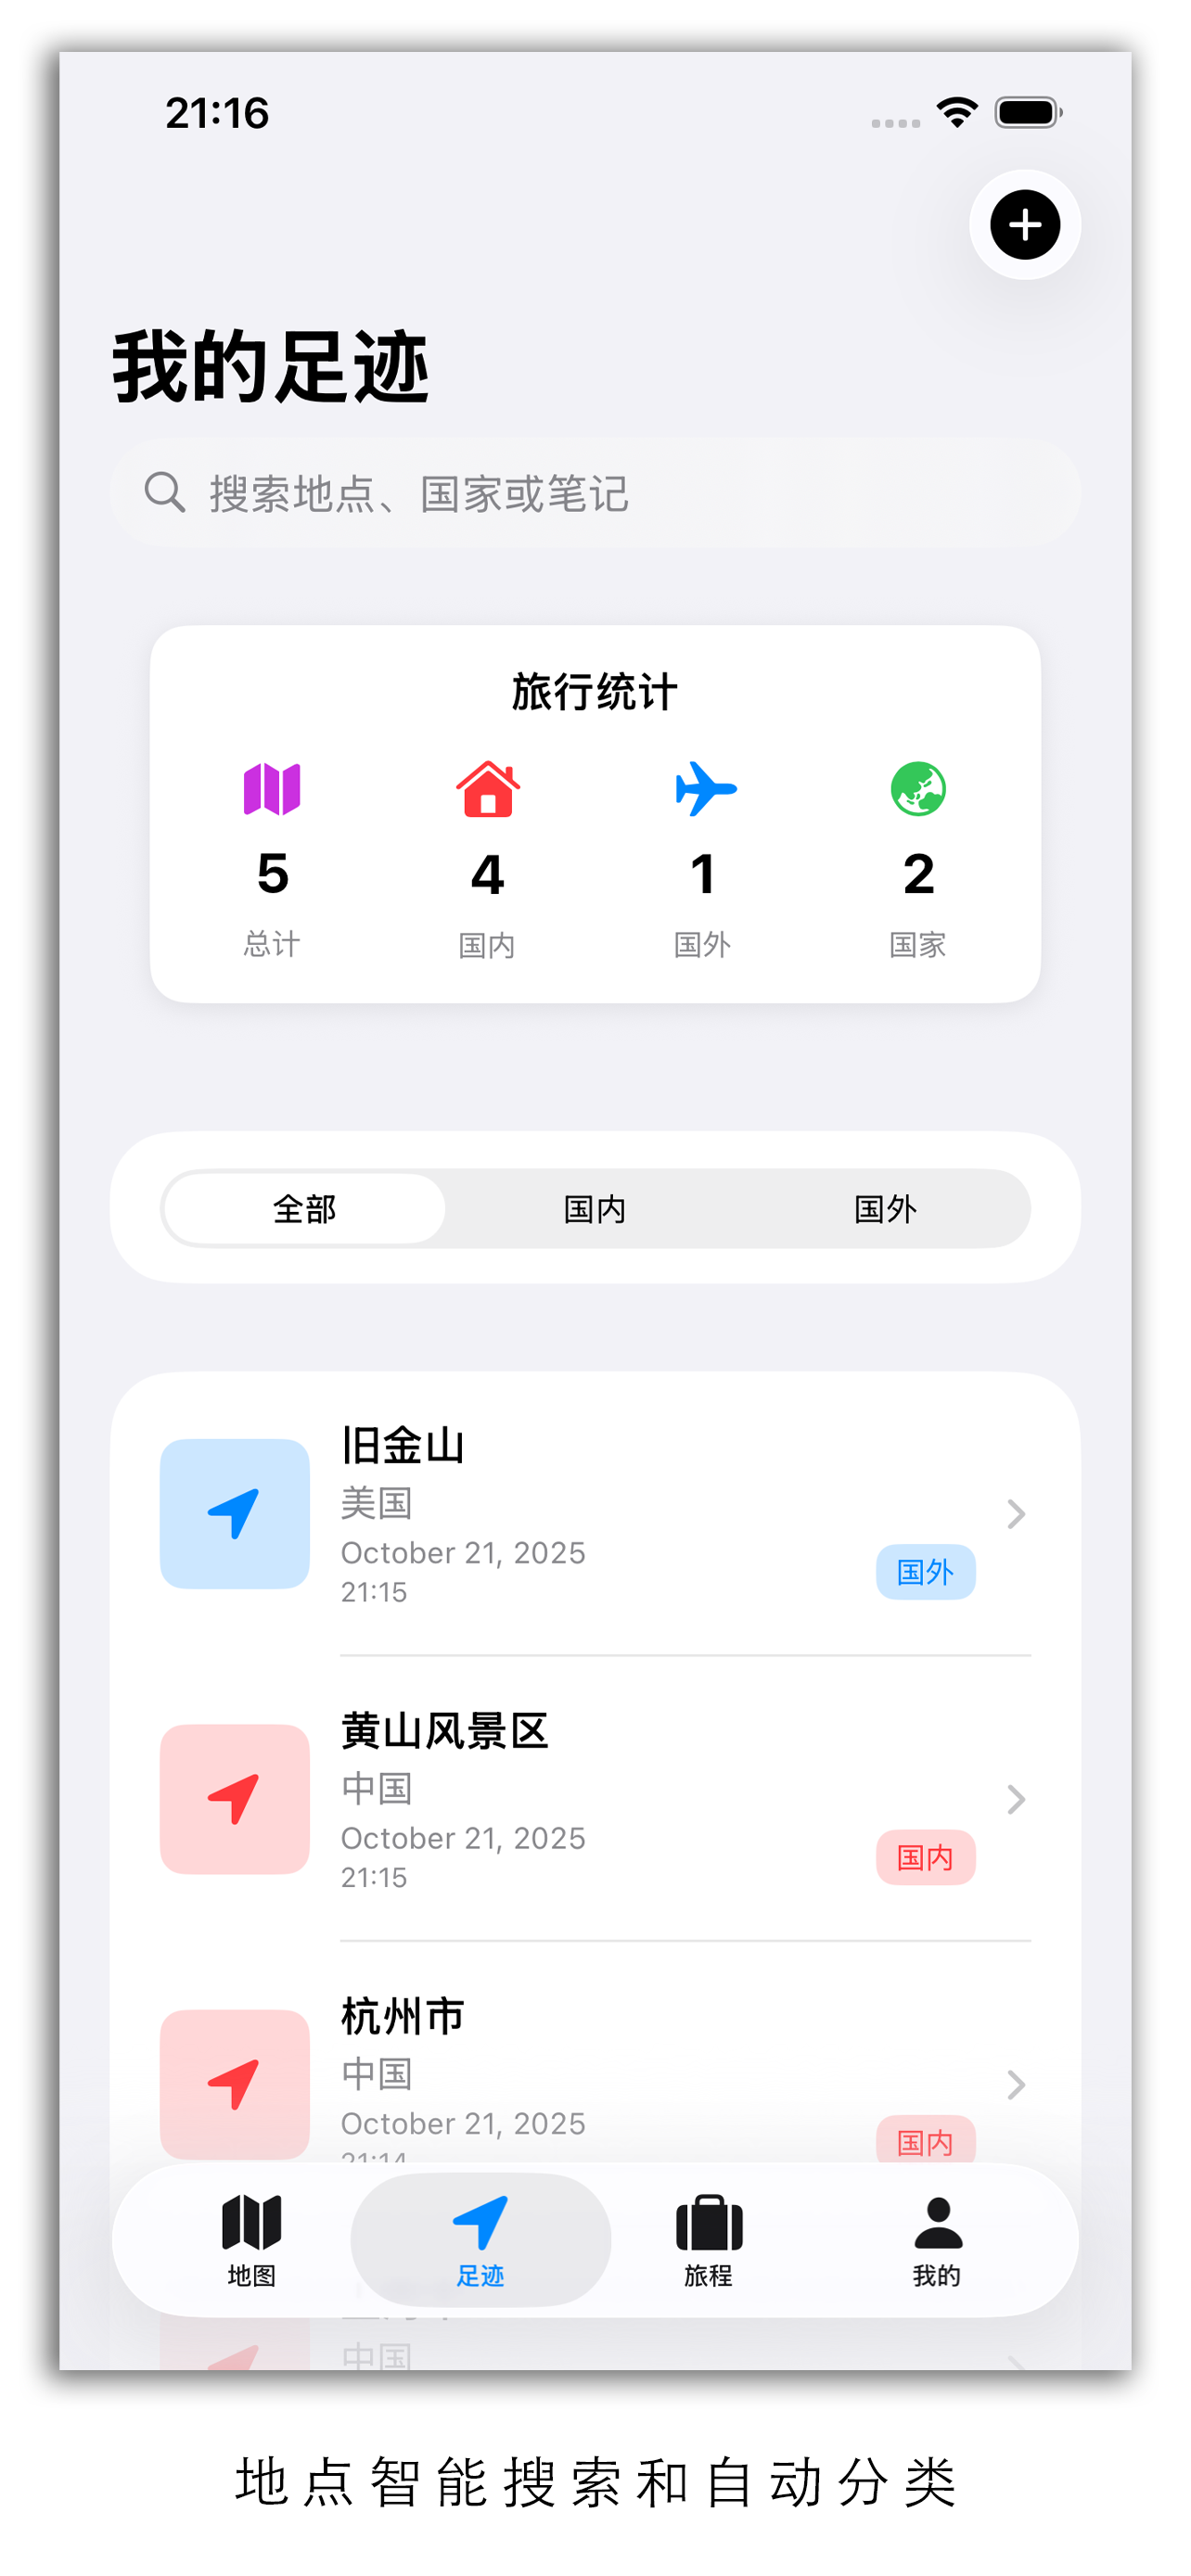 21:16
我的足迹
搜索地点、国家或笔记
旅行统计
5 4 1 2
总计 国内 国外 国家
全部 国内 国外
旧金山
美国
October 21, 2025
21:15
国外
黄山风景区
中国
October 21, 2025
21:15
国内
杭州市
中国
October 21, 2025
21:14
国内
地图 足迹 旅程 我的
中国
地点智能搜索和自动分类